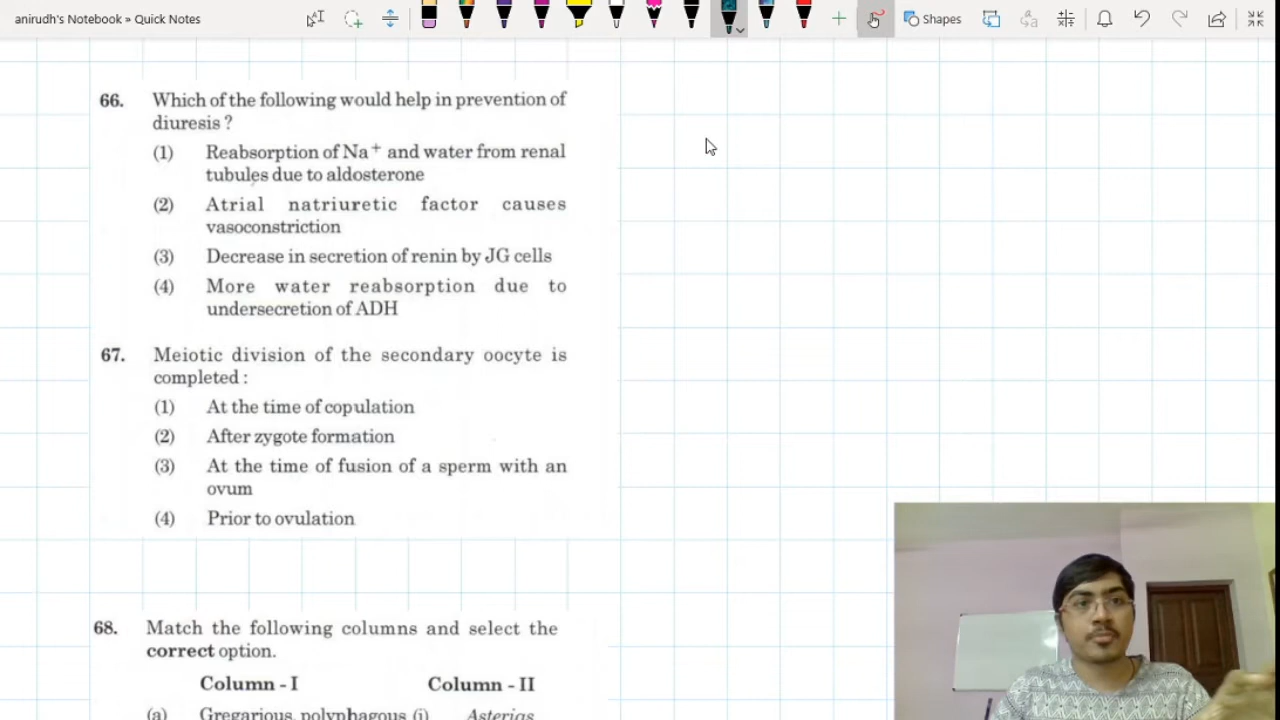 anirudh's Notebook » Quick Notes
Shapes
66. Which of the following would help in prevention of
diuresis ?
(1) Reabsorption of Na+ and water from renal
tubules due to aldosterone
(2) Atrial natriuretic factor causes
vasoconstriction
(3) Decrease in secretion of renin by JG cells
(4) More water reabsorption due to
undersecretion of ADH
67. Meiotic division of the secondary oocyte is
completed :
(1) At the time of copulation
(2) After zygote formation
(3) At the time of fusion of a sperm with an
ovum
(4) Prior to ovulation
68. Match the following columns and select the
correct option.
Column - I Column - II
(a) Gregarious, polyphagous (i) Asterias